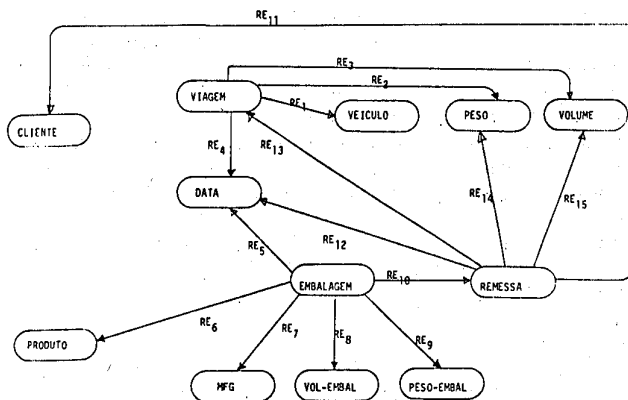 RE11
RE3
RE2
VIAGEM
RE1
CLIENTE
VEICULO
PESO
VOLUME
RE4
RE13
DATA
RE14
RE15
RE5
RE12
EMBALAGEM
RE10
REMESSA
RE6
RE7
RE8
RE9
PRODUTO
MFG
VOL-EMBAL
PESO-EMBAL